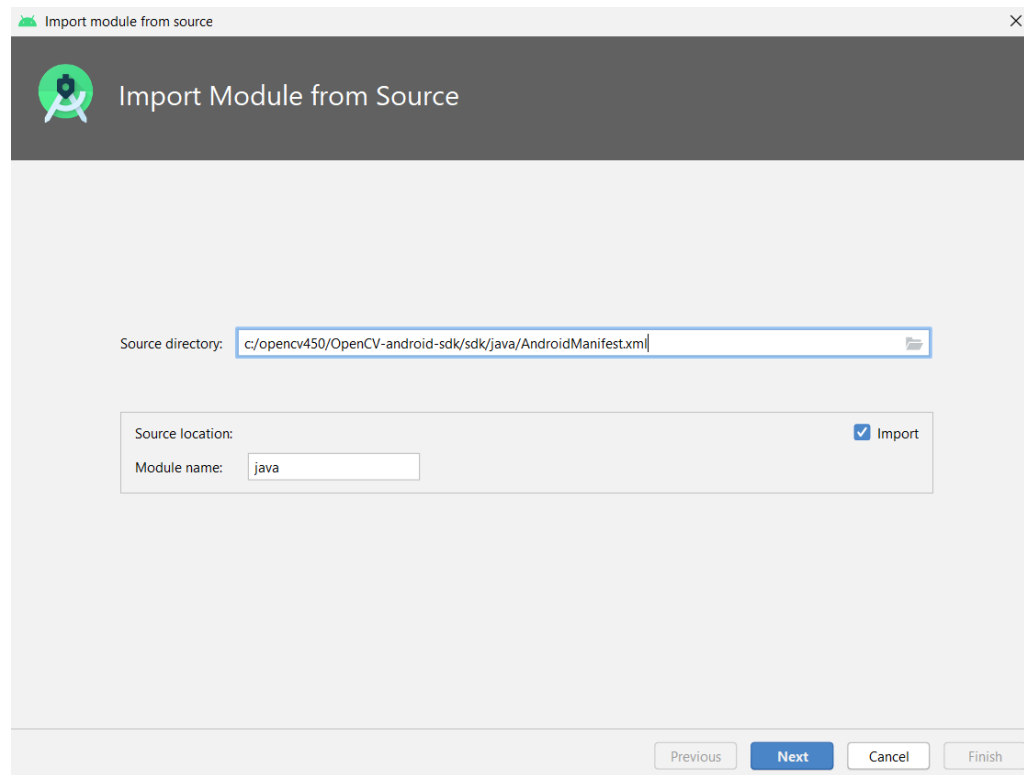 Import module from source
Import Module from Source
Source directory: c:/opencv450/OpenCV-android-sdk/sdk/java/AndroidManifest.xml
Source location: Import
Module name: java
Previous Next Cancel Finish